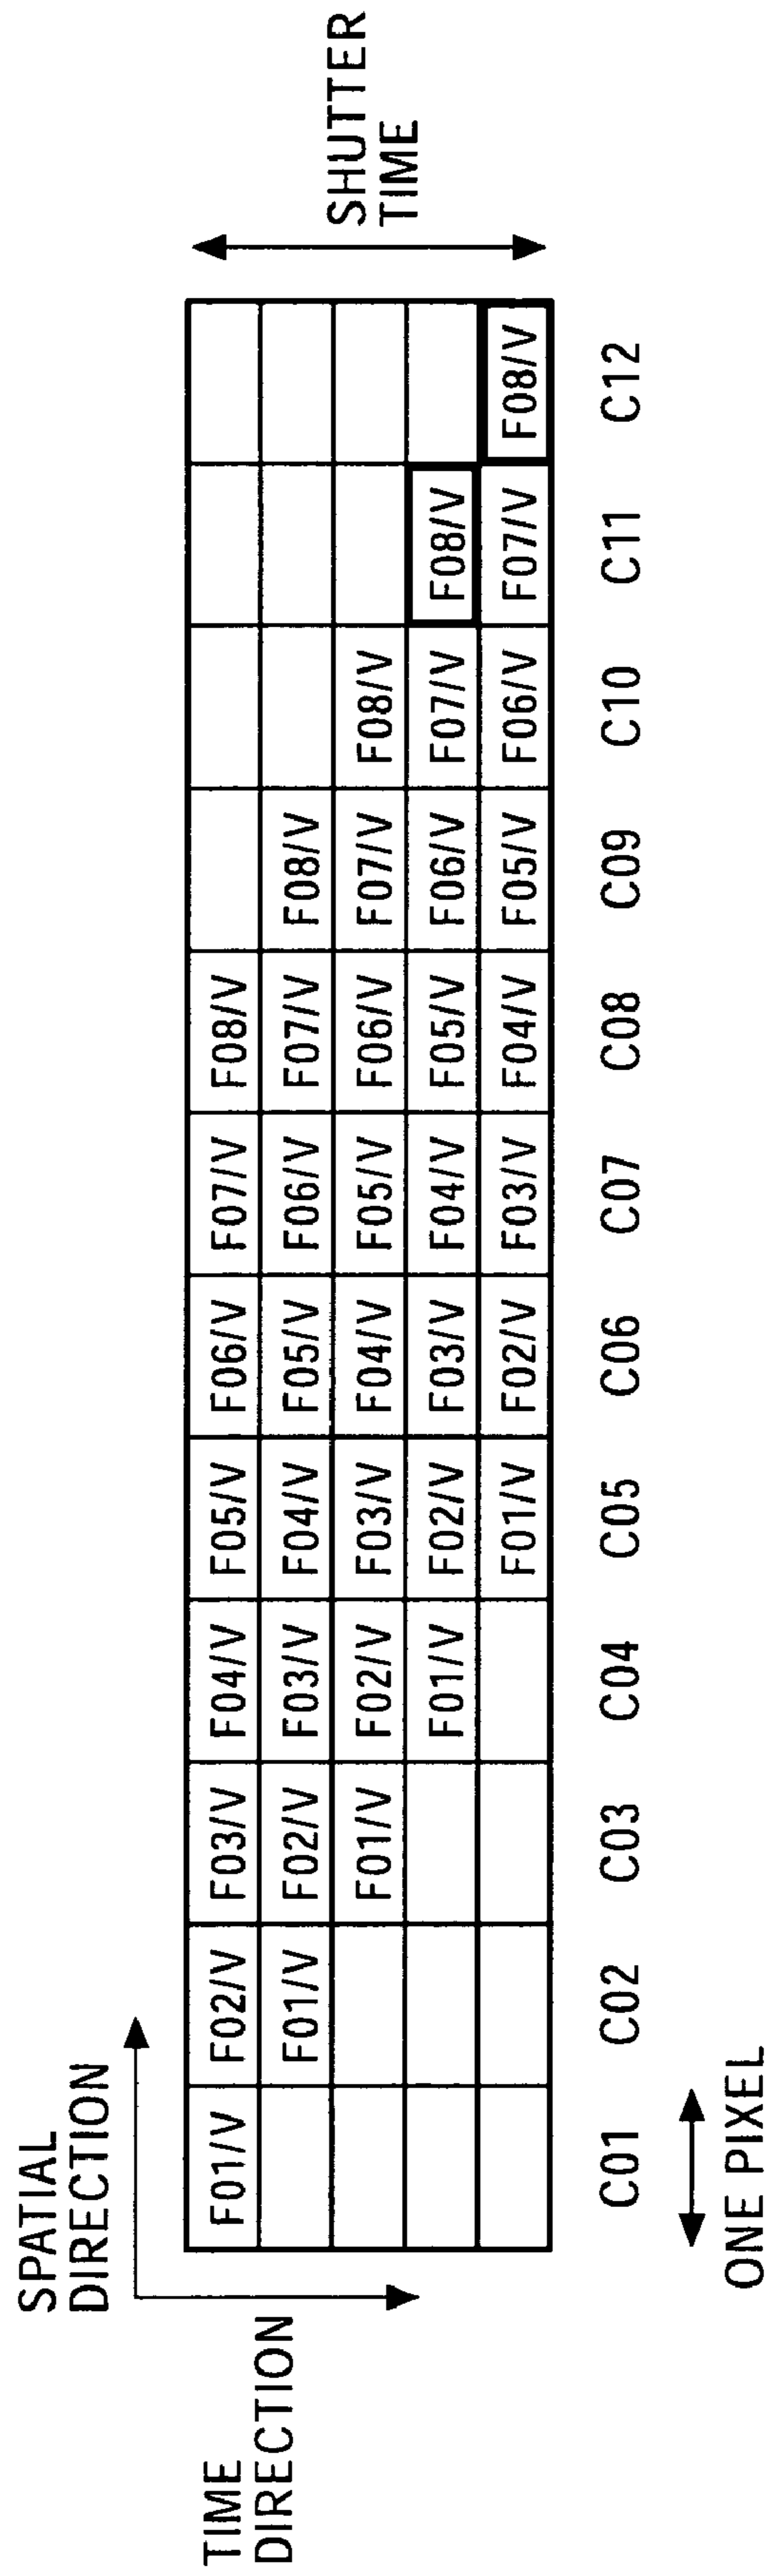 SPATIAL
DIRECTION
TIME
DIRECTION
SHUTTER
TIME
F01/V F02/V F03/V F04/V F05/V F06/V F07/V F08/V
F01/V F02/V F03/V F04/V F05/V F06/V F07/V F08/V
F01/V F02/V F03/V F04/V F05/V F06/V F07/V F08/V
F01/V F02/V F03/V F04/V F05/V F06/V F07/V F08/V
F01/V F02/V F03/V F04/V F05/V F06/V F07/V F08/V
C01 C02 C03 C04 C05 C06 C07 C08 C09 C10 C11 C12
ONE PIXEL